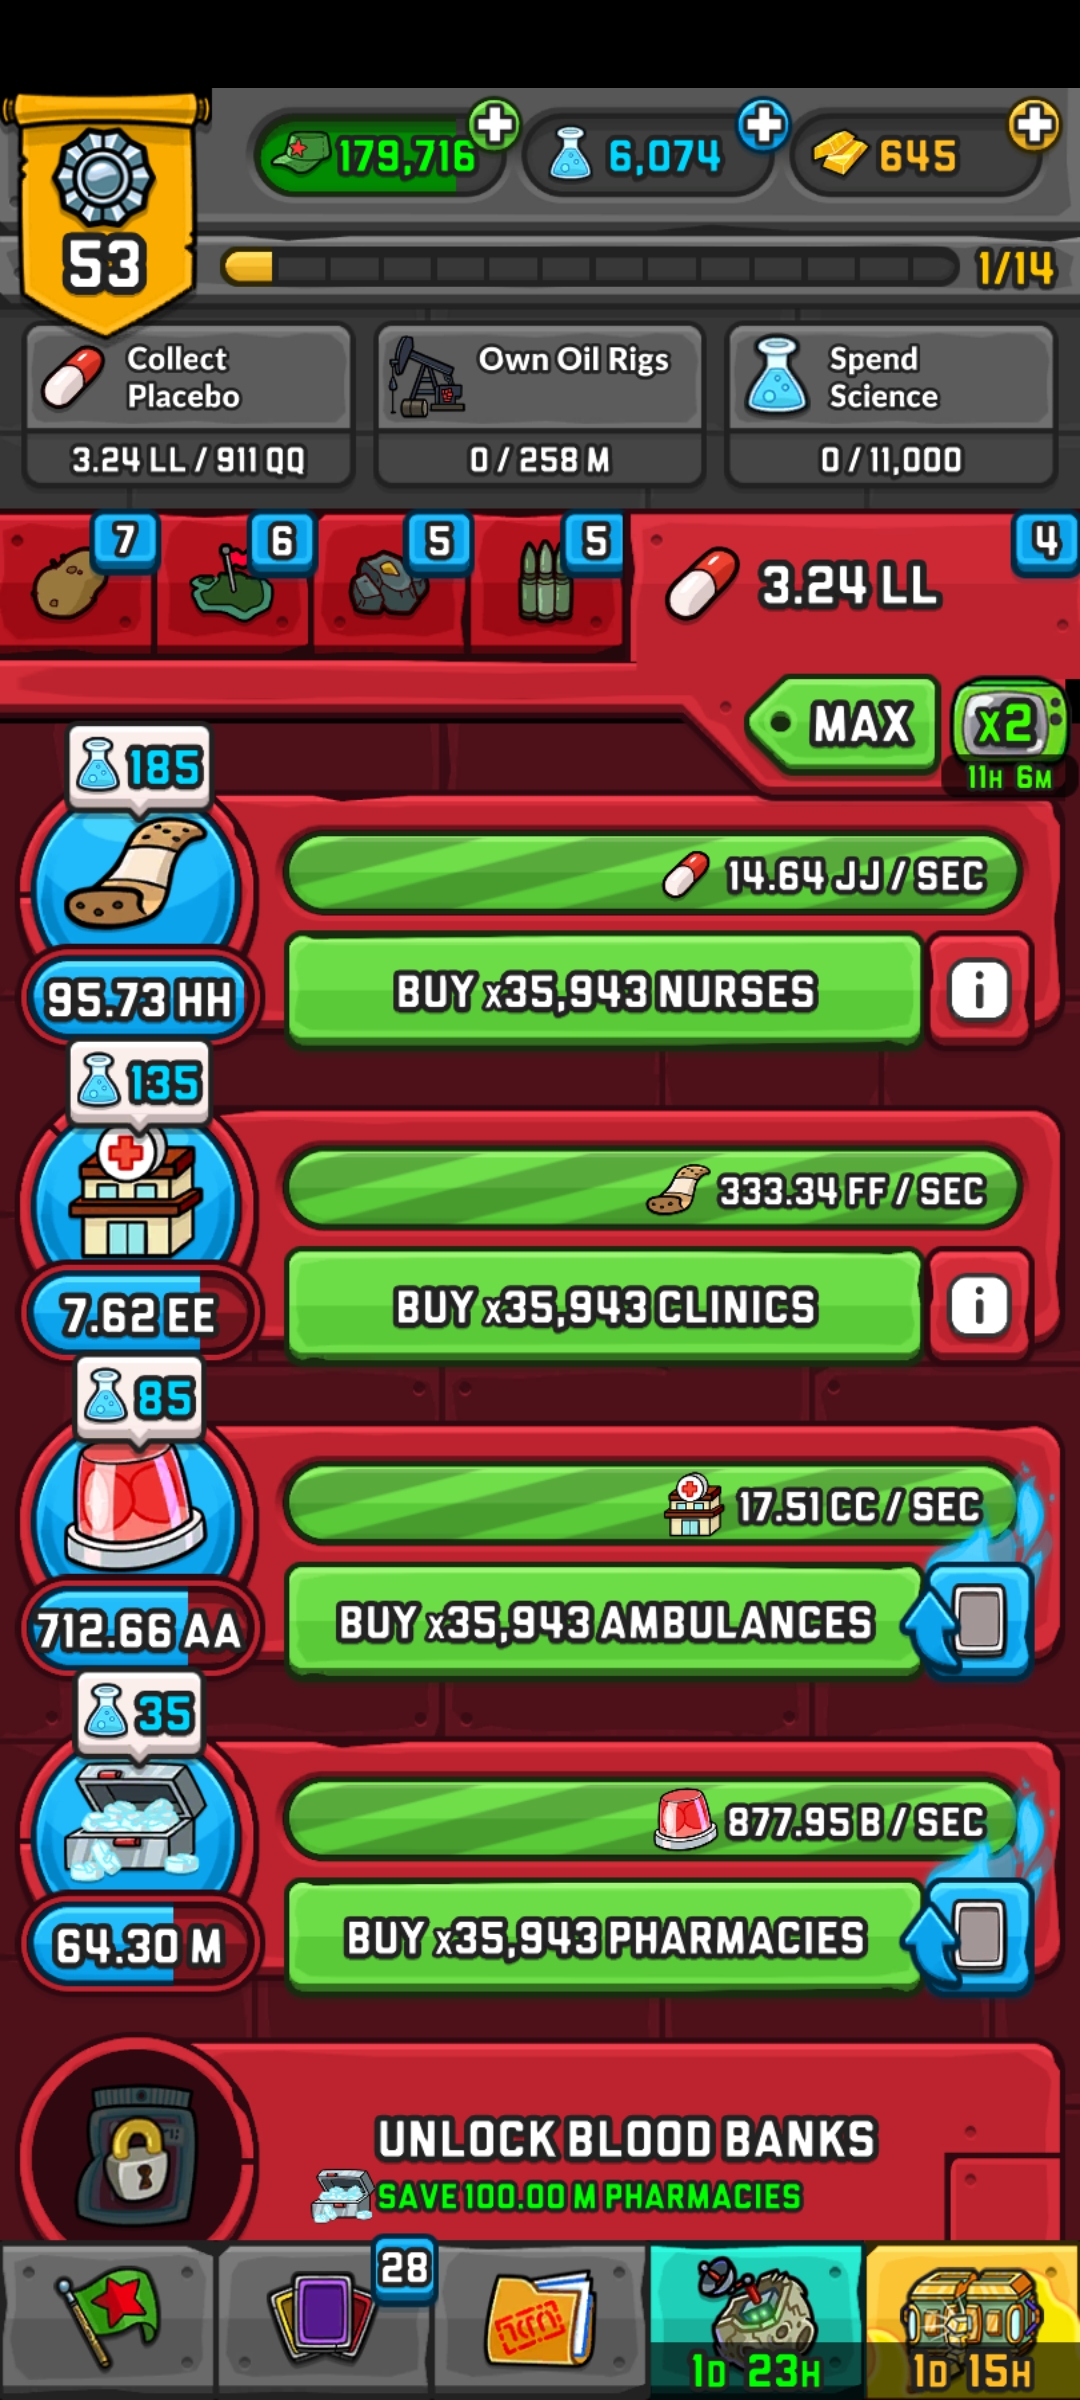 179,716
6,074
645
53
1/14
Collect
Placebo
3.24 LL / 911 QQ
Own Oil Rigs
0 / 258 M
Spend
Science
0 / 11,000
7
6
5
5
4
3.24 LL
MAX
x2
11H 6M
185
14.64 JJ / SEC
95.73 HH
BUY x35,943 NURSES
i
135
333.34 FF / SEC
7.62 EE
BUY x35,943 CLINICS
i
85
17.51 CC / SEC
712.66 AA
BUY x35,943 AMBULANCES
35
877.95 B / SEC
64.30 M
BUY x35,943 PHARMACIES
UNLOCK BLOOD BANKS
SAVE 100.00 M PHARMACIES
28
1D 23H
1D 15H